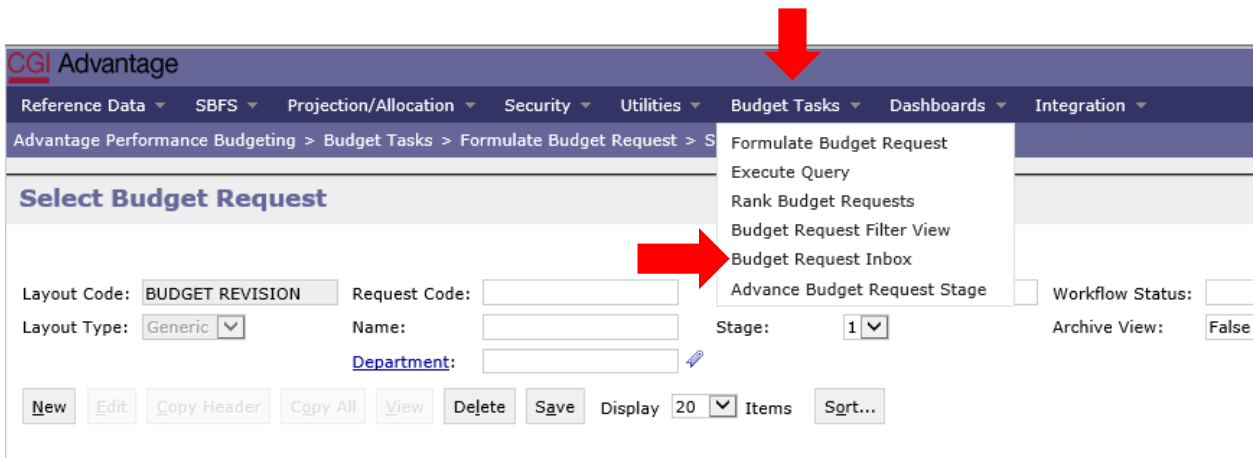 CGI Advantage
Reference Data SBFS Projection/Allocation Security Utilities Budget Tasks Dashboards Integration
Advantage Performance Budgeting > Budget Tasks > Formulate Budget Request > S
Formulate Budget Request
Execute Query
Rank Budget Requests
Budget Request Filter View
Budget Request Inbox
Advance Budget Request Stage
Select Budget Request
Layout Code: BUDGET REVISION Request Code: Workflow Status:
Layout Type: Generic Name: Stage: 1 Archive View: False
Department:
New Edit Copy Header Copy All View Delete Save Display 20 Items Sort...